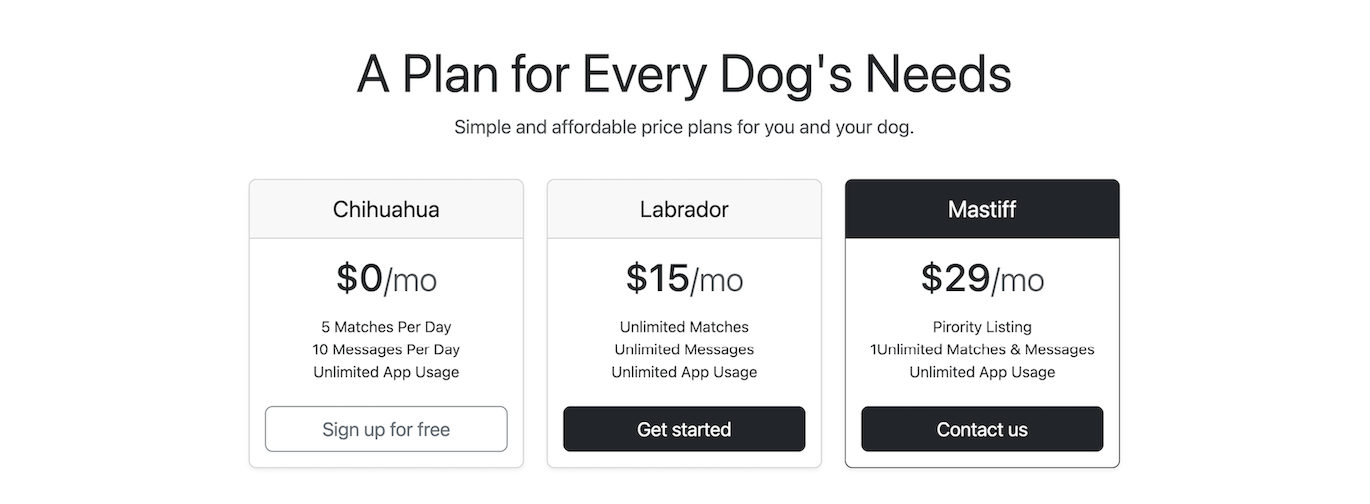 A Plan for Every Dog's Needs
Simple and affordable price plans for you and your dog.
Chihuahua
$0/mo
5 Matches Per Day
10 Messages Per Day
Unlimited App Usage
Sign up for free
Labrador
$15/mo
Unlimited Matches
Unlimited Messages
Unlimited App Usage
Get started
Mastiff
$29/mo
Pirority Listing
1Unlimited Matches & Messages
Unlimited App Usage
Contact us